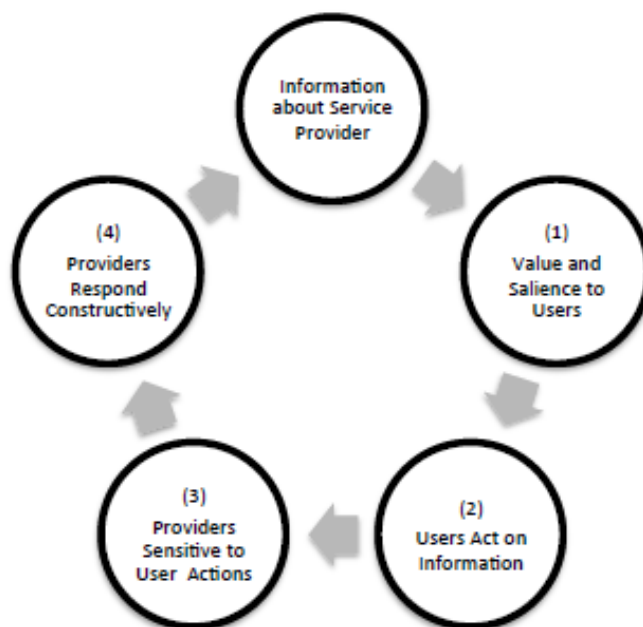 Information
about Service
Provider
(1)
Value and
Salience to
Users
(2)
Users Act on
Information
(3)
Providers
Sensitive to
User Actions
(4)
Providers
Respond
Constructively